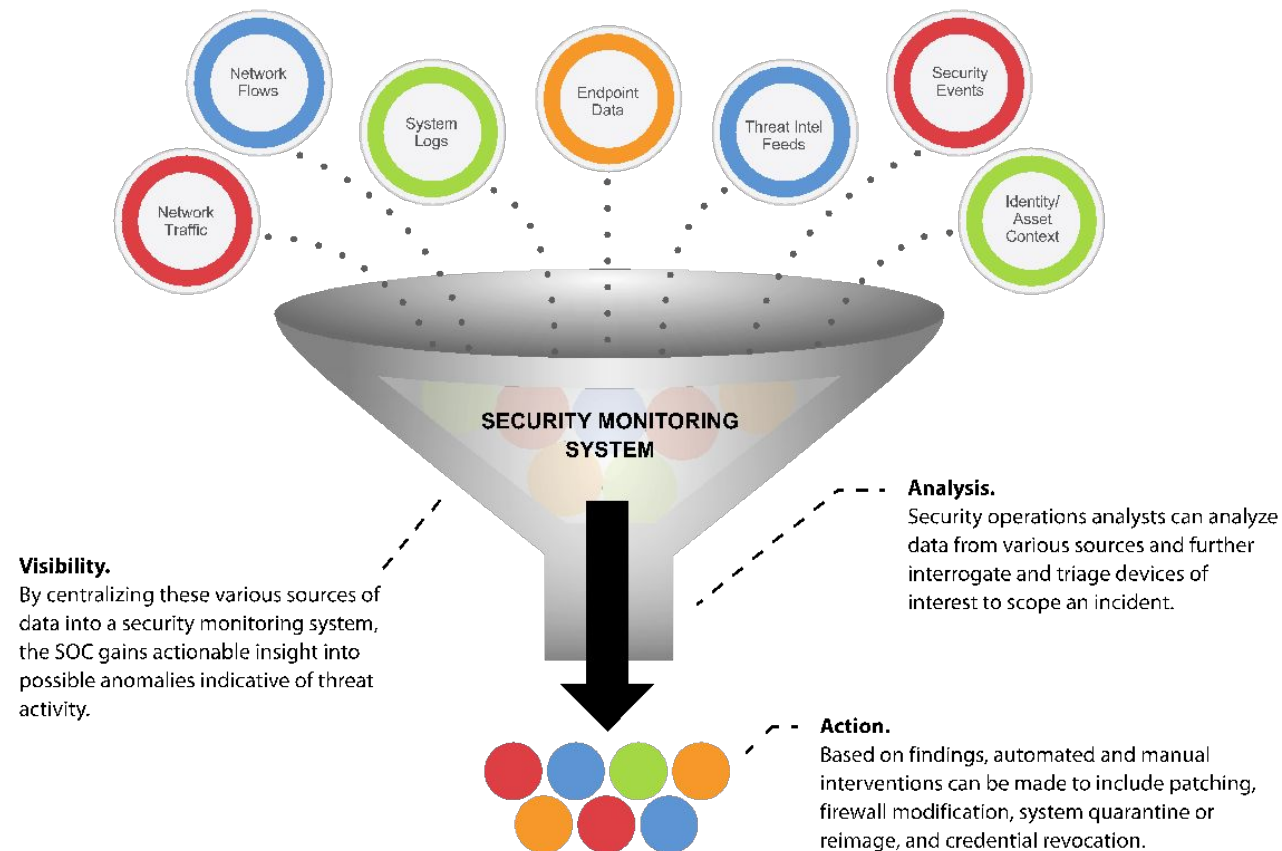 Network
Flows
System
Logs
Endpoint
Data
Threat Intel
Feeds
Security
Events
Network
Traffic
Identity/
Asset
Context
SECURITY MONITORING
SYSTEM
Analysis.
Security operations analysts can analyze
data from various sources and further
interrogate and triage devices of
interest to scope an incident.
Visibility.
By centralizing these various sources of
data into a security monitoring system,
the SOC gains actionable insight into
possible anomalies indicative of threat
activity.
Action.
Based on findings, automated and manual
interventions can be made to include patching,
firewall modification, system quarantine or
reimage, and credential revocation.